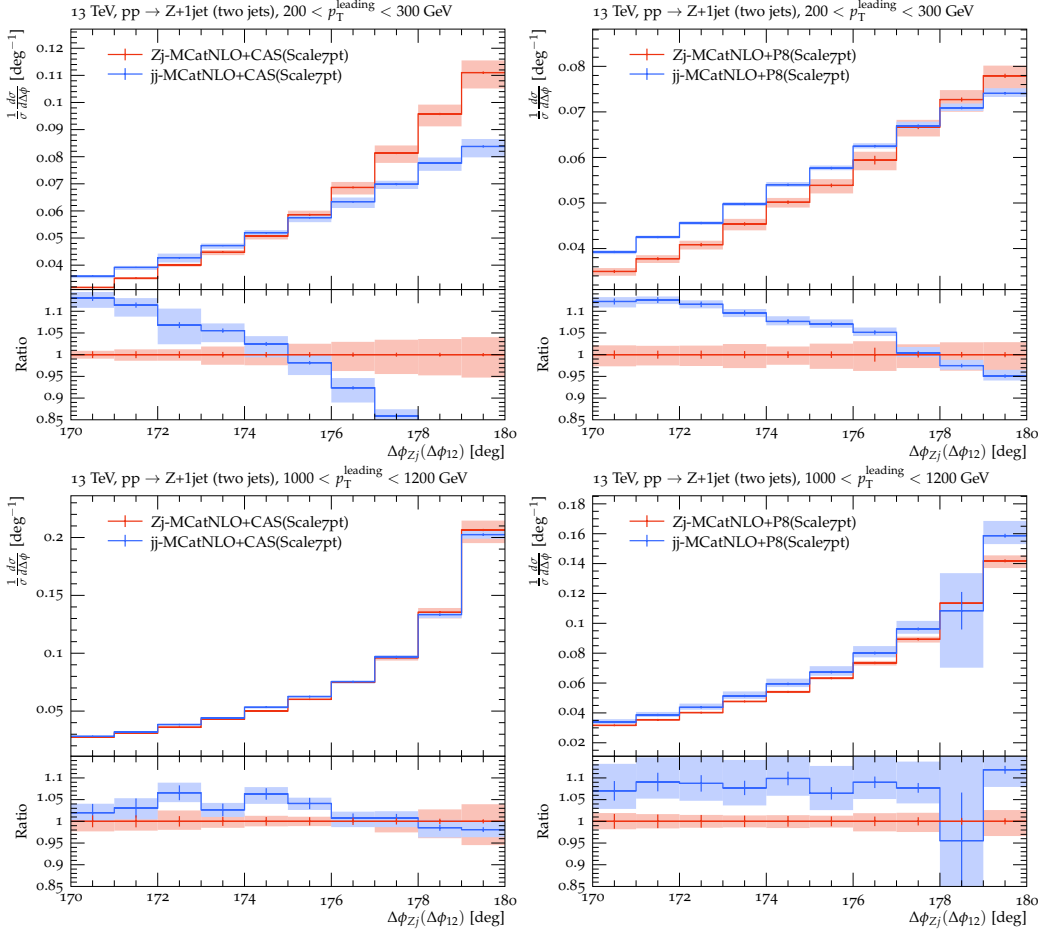 13 TeV, pp → Z+1jet (two jets), 200 < p_T^leading < 300 GeV
1/σ dσ/dΔϕ [deg⁻¹]
Zj-MCatNLO+CAS(Scale7pt)
jj-MCatNLO+CAS(Scale7pt)
0.12
0.11
0.1
0.09
0.08
0.07
0.06
0.05
0.04
Ratio
1.1
1.05
1
0.95
0.9
0.85
170 172 174 176 178 180
Δϕ_Zj(Δϕ_12) [deg]
13 TeV, pp → Z+1jet (two jets), 200 < p_T^leading < 300 GeV
1/σ dσ/dΔϕ [deg⁻¹]
Zj-MCatNLO+P8(Scale7pt)
jj-MCatNLO+P8(Scale7pt)
0.08
0.07
0.06
0.05
0.04
Ratio
1.1
1.05
1
0.95
0.9
0.85
170 172 174 176 178 180
Δϕ_Zj(Δϕ_12) [deg]
13 TeV, pp → Z+1jet (two jets), 1000 < p_T^leading < 1200 GeV
1/σ dσ/dΔϕ [deg⁻¹]
Zj-MCatNLO+CAS(Scale7pt)
jj-MCatNLO+CAS(Scale7pt)
0.2
0.15
0.1
0.05
Ratio
1.1
1.05
1
0.95
0.9
0.85
170 172 174 176 178 180
Δϕ_Zj(Δϕ_12) [deg]
13 TeV, pp → Z+1jet (two jets), 1000 < p_T^leading < 1200 GeV
1/σ dσ/dΔϕ [deg⁻¹]
Zj-MCatNLO+P8(Scale7pt)
jj-MCatNLO+P8(Scale7pt)
0.16
0.14
0.12
0.1
0.08
0.06
0.04
0.02
Ratio
1.1
1.05
1
0.95
0.9
0.85
170 172 174 176 178 180
Δϕ_Zj(Δϕ_12) [deg]